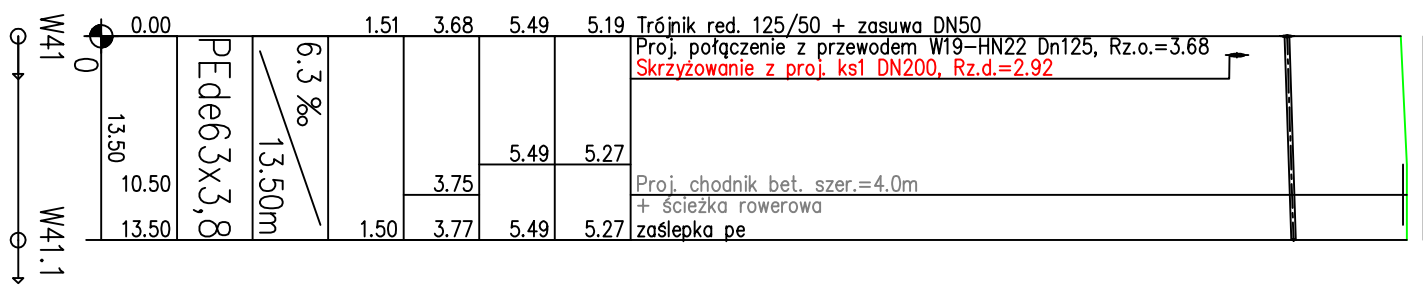 W41
0
0.00
1.51
3.68
5.49
5.19
Trójnik red. 125/50 + zasuwa DN50
Proj. połączenie z przewodem W19-HN22 Dn125, Rz.o.=3.68
Skrzyżowanie z proj. ks1 DN200, Rz.d.=2.92
13.50
PEde63x3,8
6.3 ‰
13.50m
5.49
5.27
10.50
3.75
Proj. chodnik bet. szer.=4.0m
+ ścieżka rowerowa
W41.1
13.50
1.50
3.77
5.49
5.27
zaślepka pe